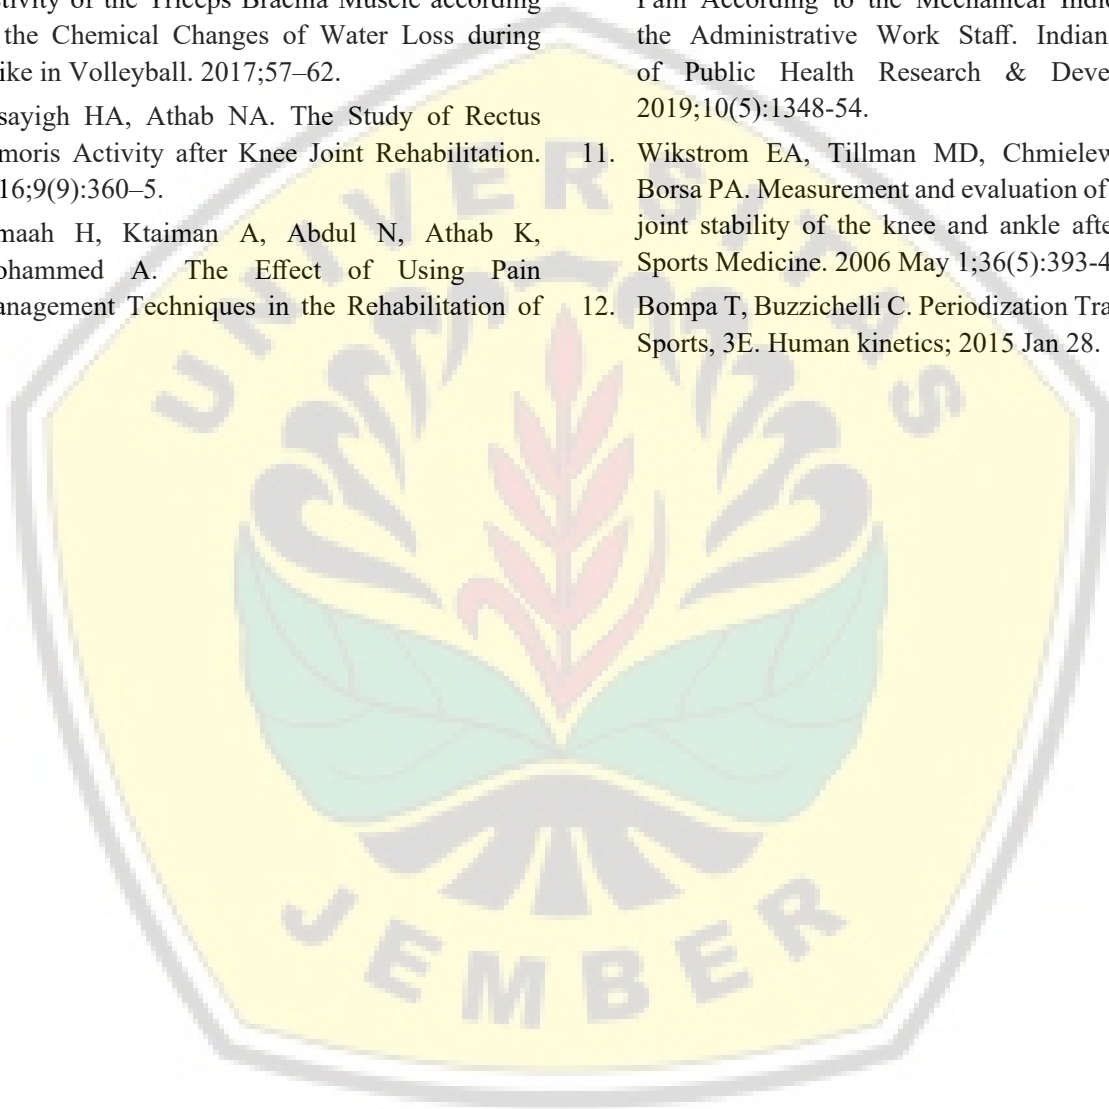 ctivity of the Triceps Brachia Muscle according
the Chemical Changes of Water Loss during
ike in Volleyball. 2017;57–62.
sayigh HA, Athab NA. The Study of Rectus
moris Activity after Knee Joint Rehabilitation.
16;9(9):360–5.
maah H, Ktaiman A, Abdul N, Athab K,
ohammed A. The Effect of Using Pain
anagement Techniques in the Rehabilitation of
Pain According to the Mechanical Indic
the Administrative Work Staff. Indian
of Public Health Research & Deve
2019;10(5):1348-54.
11. Wikstrom EA, Tillman MD, Chmielew
Borsa PA. Measurement and evaluation of
joint stability of the knee and ankle afte
Sports Medicine. 2006 May 1;36(5):393-4
12. Bompa T, Buzzichelli C. Periodization Tra
Sports, 3E. Human kinetics; 2015 Jan 28.
UNIVERSITAS
JEMBER